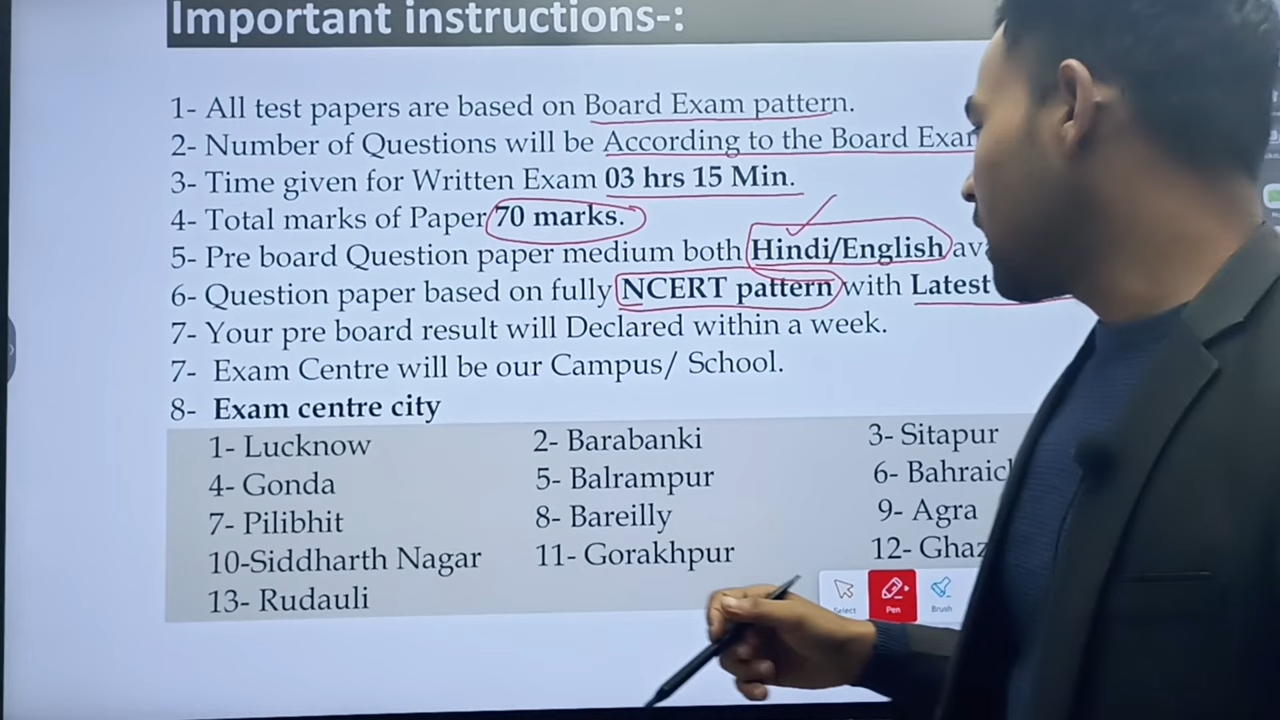 Important instructions-:
1- All test papers are based on Board Exam pattern.
2- Number of Questions will be According to the Board
3- Time given for Written Exam 03 hrs 15 Min.
4- Total marks of Paper 70 marks.
5- Pre board Question paper medium both Hindi/English
6- Question paper based on fully NCERT pattern with Latest
7- Your pre board result will Declared within a week.
7- Exam Centre will be our Campus/ School.
8- Exam centre city
1- Lucknow 2- Barabanki 3- Sitapur
4- Gonda 5- Balrampur 6-
7- Pilibhit 8- Bareilly 9- Agra
10-Siddharth Nagar 11- Gorakhpur 12-
13- Rudauli
Select Pen Brush